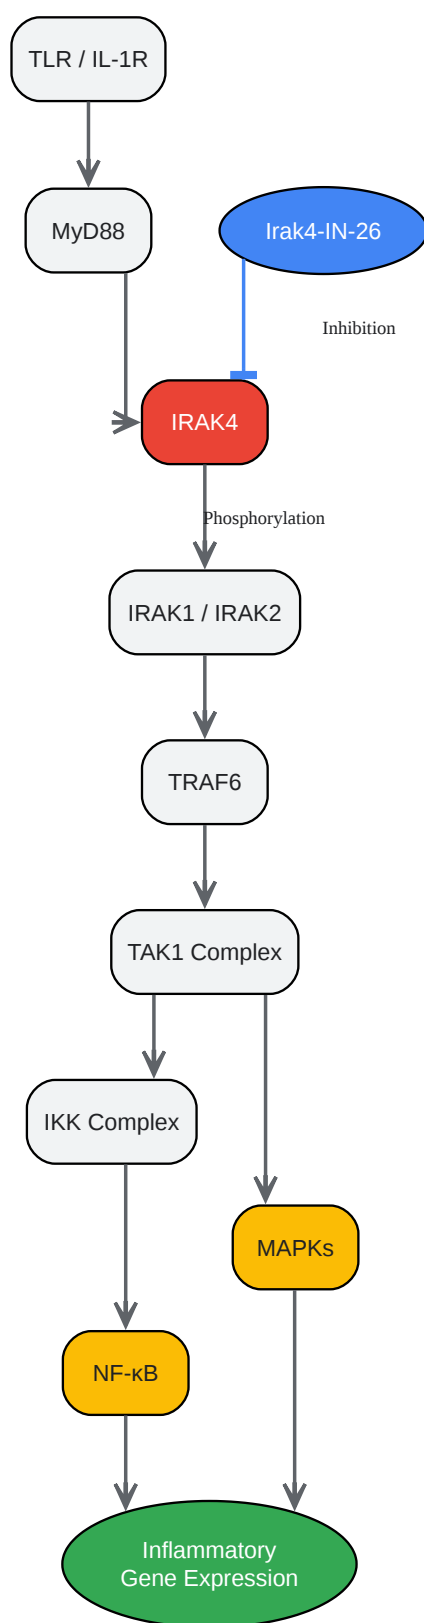 TLR / IL-1R
MyD88
Irak4-IN-26
Inhibition
IRAK4
Phosphorylation
IRAK1 / IRAK2
TRAF6
TAK1 Complex
IKK Complex
MAPKs
NF-κB
Inflammatory
Gene Expression